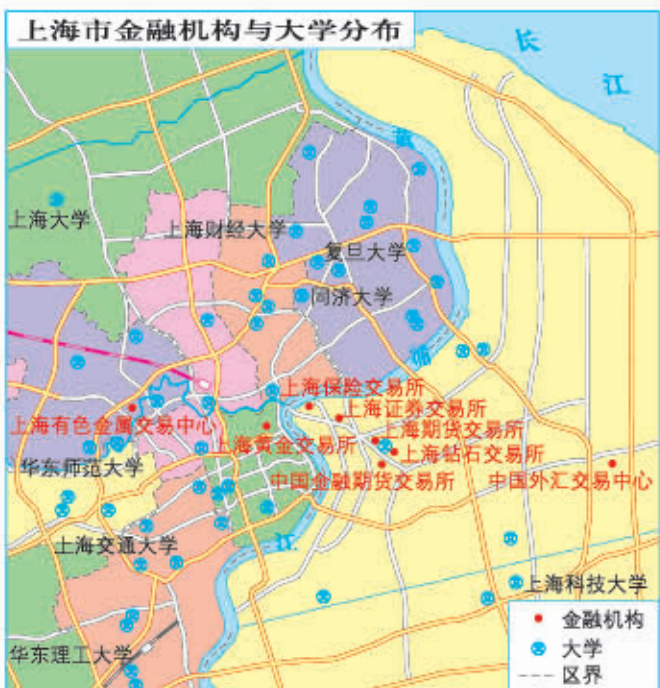 上海市金融机构与大学分布
长
江
黄
上海大学
上海财经大学
复旦大学
同济大学
浦
上海保险交易所
上海证券交易所
上海有色金属交易中心
上海期货交易所
上海黄金交易所
上海钻石交易所
华东师范大学
中国金融期货交易所
中国外汇交易中心
上海交通大学
江
上海科技大学
金融机构
大学
华东理工大学
区界